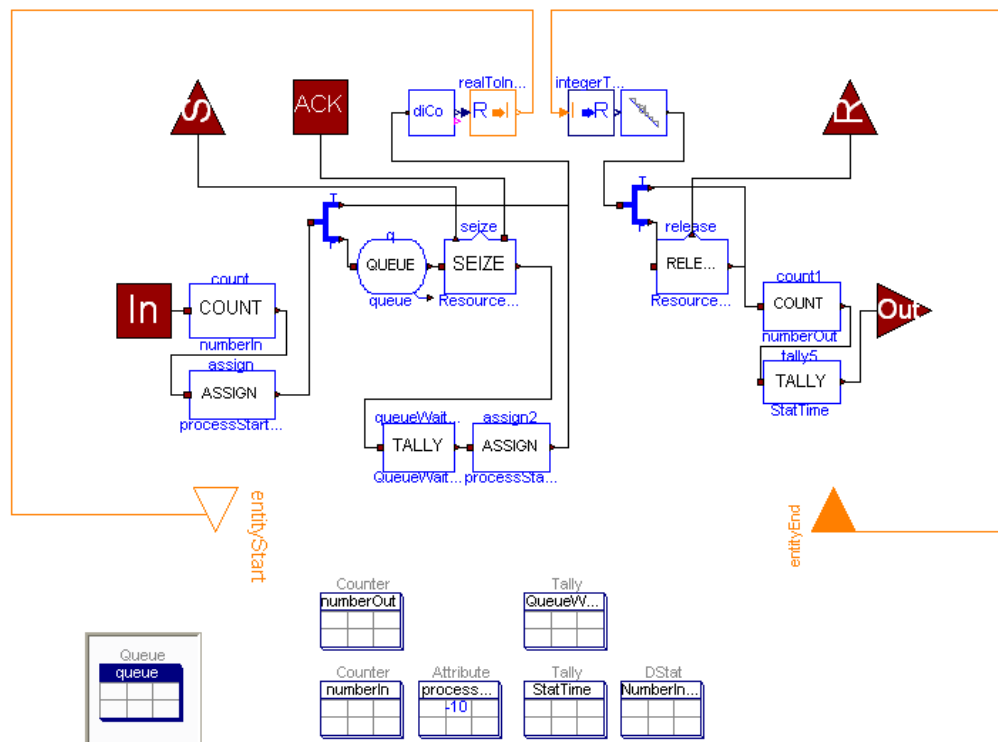 realToIn...
integerT...
S
ACK
diCo
R
I
I
R
R
T
F
T
q
QUEUE
queue
seize
SEIZE
Resource...
release
RELE...
Resource...
In
count
COUNT
numberIn
count1
COUNT
numberOut
Out
assign
ASSIGN
processStart...
tally5
TALLY
StatTime
queueWait...
TALLY
QueueWait...
assign2
ASSIGN
processSta...
entityStart
entityEnd
Counter
numberOut
Tally
QueueW...
Queue
queue
Counter
numberIn
Attribute
process...
-10
Tally
StatTime
DStat
NumberIn...